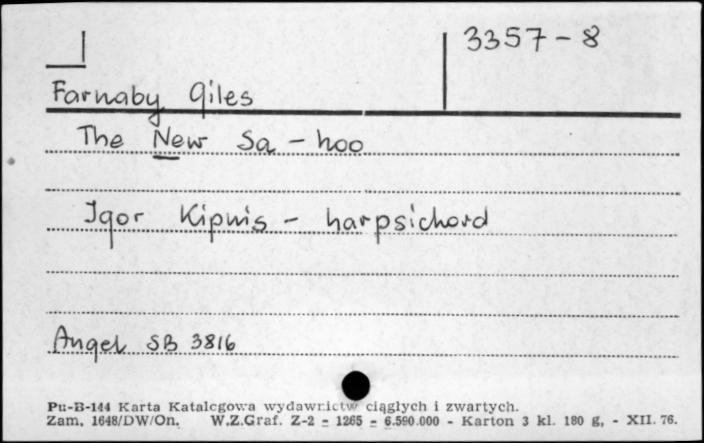 3357-8
Farnaby Giles
The New Sa-hoo
Igor Kipnis - harpsichord
Angel SB 3816
Pu-B-144 Karta Katalogowa wydawnictw ciągłych i zwartych.
Zam. 1648/DW/On. W.Z.Graf. Z-2 - 1265 - 6.590.000 - Karton 3 kl. 180 g, - XII. 76.